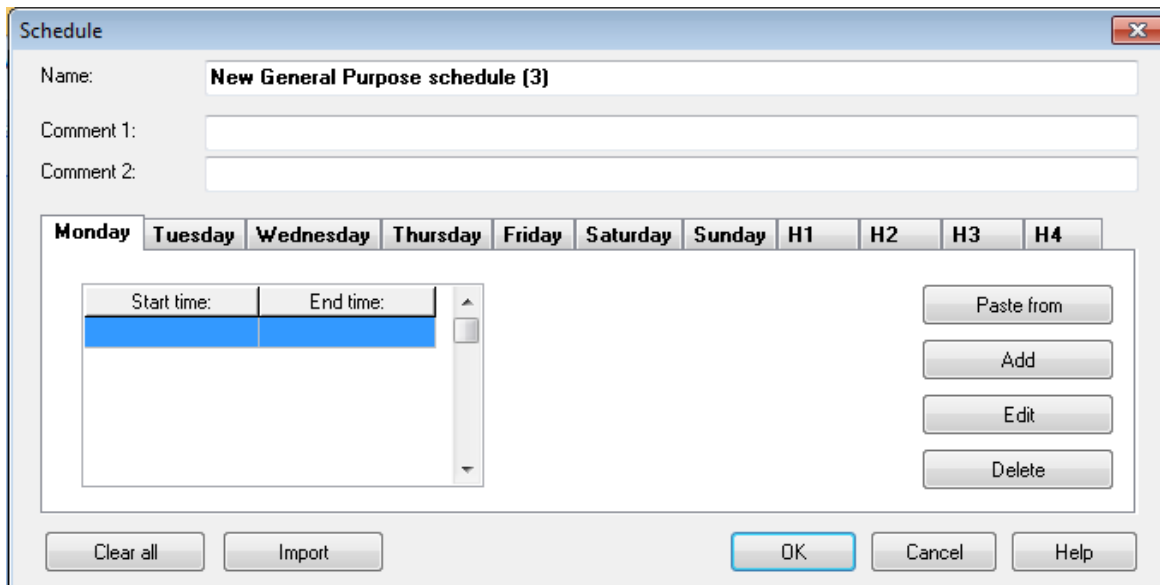 Schedule
Name: New General Purpose schedule (3)
Comment 1:
Comment 2:
Monday Tuesday Wednesday Thursday Friday Saturday Sunday H1 H2 H3 H4
Start time: End time: Paste from
Add
Edit
Delete
Clear all Import OK Cancel Help